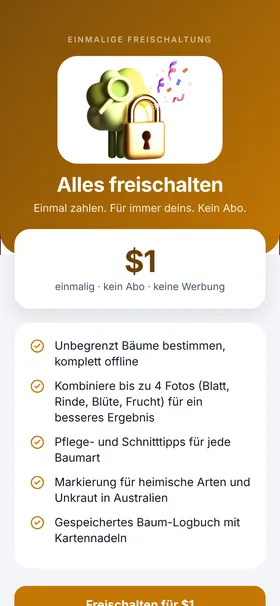 EINMALIGE FREISCHALTUNG
Alles freischalten
Einmal zahlen. Für immer deins. Kein Abo.
$1
einmalig · kein Abo · keine Werbung
Unbegrenzt Bäume bestimmen,
komplett offline
Kombiniere bis zu 4 Fotos (Blatt,
Rinde, Blüte, Frucht) für ein
besseres Ergebnis
Pflege- und Schnitttipps für jede
Baumart
Markierung für heimische Arten und
Unkraut in Australien
Gespeichertes Baum-Logbuch mit
Kartennadeln
Freischalten für $1